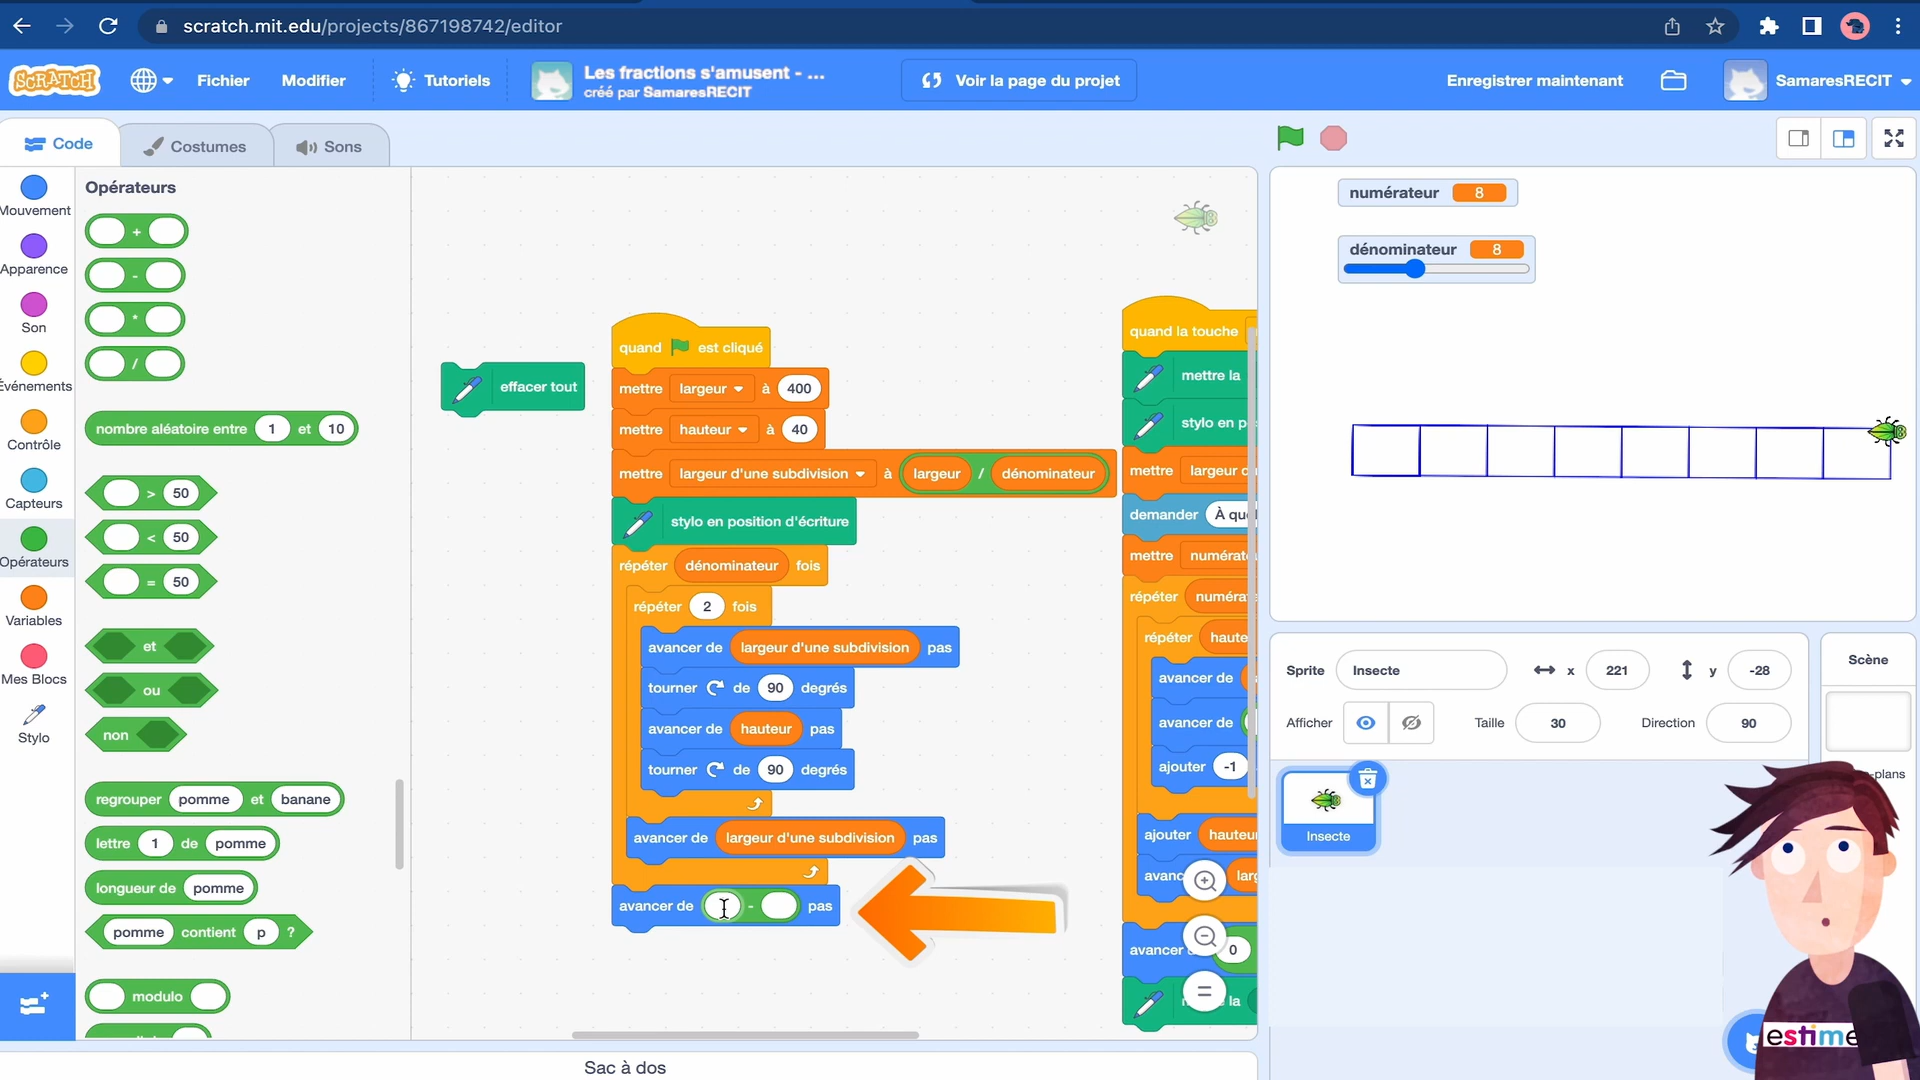 scratch.mit.edu/projects/867198742/editor
SCRATCH
Fichier
Modifier
Tutoriels
Les fractions s'amusent - ...
créé par SamaresRECIT
Voir la page du projet
Enregistrer maintenant
SamaresRECIT
Code
Costumes
Sons
Mouvement
Apparence
Son
Événements
Contrôle
Capteurs
Opérateurs
Variables
Mes Blocs
Stylo
Opérateurs
+
-
*
/
nombre aléatoire entre 1 et 10
> 50
< 50
= 50
et
ou
non
regrouper pomme et banane
lettre 1 de pomme
longueur de pomme
pomme contient p ?
modulo
effacer tout
quand est cliqué
mettre largeur à 400
mettre hauteur à 40
mettre largeur d'une subdivision à largeur / dénominateur
stylo en position d'écriture
répéter dénominateur fois
répéter 2 fois
avancer de largeur d'une subdivision pas
tourner de 90 degrés
avancer de hauteur pas
tourner de 90 degrés
avancer de largeur d'une subdivision pas
avancer de - pas
quand la touche
mettre la
stylo en p
mettre largeur d
demander À qu
mettre numérat
répéter numéra
répéter haute
avancer de
avancer de
ajouter -1
ajouter hauteu
avanc larg
avancer 0
la
numérateur 8
dénominateur 8
Sprite Insecte x 221 y -28
Afficher Taille 30 Direction 90
Insecte
Scène
-plans
estime
Sac à dos